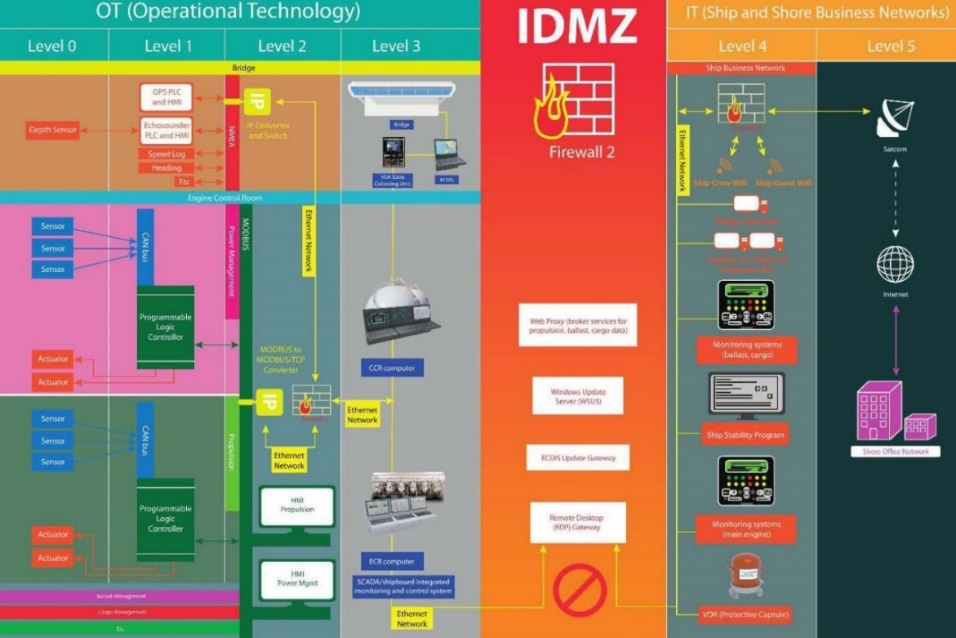 OT (Operational Technology)
IDMZ
IT (Ship and Shore Business Networks)
Level 0
Level 1
Level 2
Level 3
Level 4
Level 5
Bridge
Ship Business Network
GPS PLC
and HMI
Depth Sensor
Echosounder
PLC and HMI
Speed Log
Heading
Etc
NMEA
IP
IP Converter
and Switch
Bridge
VDR (Data
Collecting Unit)
ECDIS
Firewall 2
Ethernet Network
Ship Crew Wifi
Ship Guest Wifi
Satcom
Internet
Shore Office Network
Engine Control Room
Sensor
Sensor
Sensor
CAN bus
Power Management
MODBUS
Ethernet
Network
Programmable
Logic
Controller
Actuator
Actuator
MODBUS to
MODBUS/TCP
Converter
IP
CCR computer
Ethernet
Network
Ethernet
Network
Sensor
Sensor
Sensor
CAN bus
Propulsion
Programmable
Logic
Controller
Actuator
Actuator
HMI
Propulsion
HMI
Power Mgmt
ECR computer
SCADA/shipboard integrated
monitoring and control system
Ethernet
Network
Ballast Management
Cargo Management
Etc
Web Proxy (broker services for
propulsion, ballast, cargo data)
Windows Update
Server (WSUS)
ECDIS Update Gateway
Remote Desktop
(RDP) Gateway
Monitoring systems
(ballast, cargo)
Ship Stability Program
Monitoring systems
(main engine)
VDR (Protective Capsule)